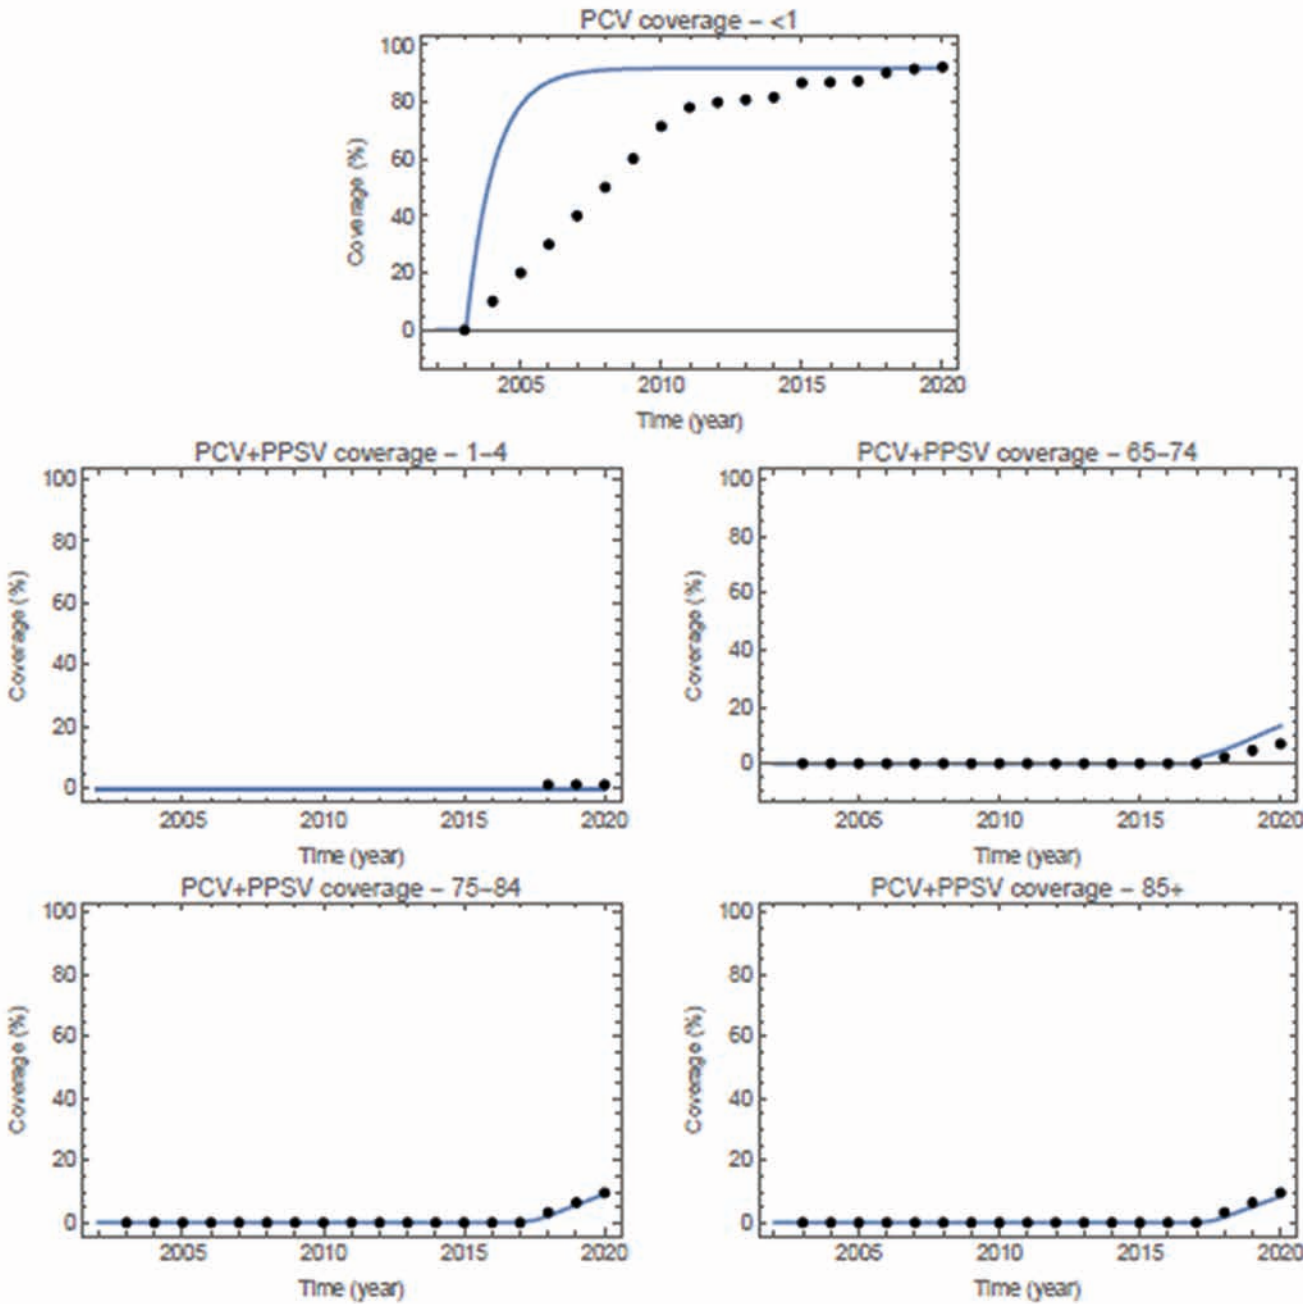 PCV coverage – <1
100
80
60
40
20
0
Coverage (%)
2005 2010 2015 2020
Time (year)
PCV+PPSV coverage – 1–4
100
80
60
40
20
0
Coverage (%)
2005 2010 2015 2020
Time (year)
PCV+PPSV coverage – 65–74
100
80
60
40
20
0
Coverage (%)
2005 2010 2015 2020
Time (year)
PCV+PPSV coverage – 75–84
100
80
60
40
20
0
Coverage (%)
2005 2010 2015 2020
Time (year)
PCV+PPSV coverage – 85+
100
80
60
40
20
0
Coverage (%)
2005 2010 2015 2020
Time (year)